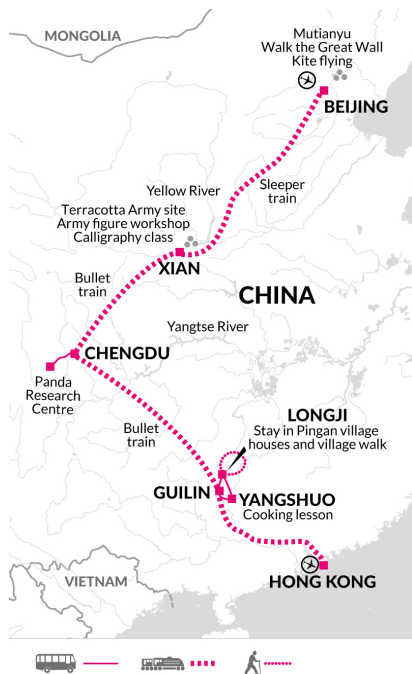 MONGOLIA
Mutianyu
Walk the Great Wall
Kite flying
BEIJING
Yellow River
Sleeper
train
Terracotta Army site
Army figure workshop
Calligraphy class
XIAN
Bullet
train
CHINA
Yangtse River
CHENGDU
Panda
Research
Centre
LONGJI
Stay in Pingan village
houses and village walk
Bullet
train
GUILIN
YANGSHUO
Cooking lesson
VIETNAM
HONG KONG